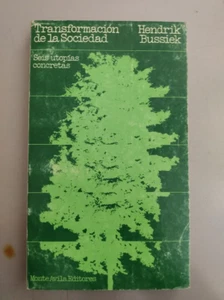 Transformación
de la Sociedad
Hendrik
Bussiek
Seis utopías
concretas
Monte Avila Editores